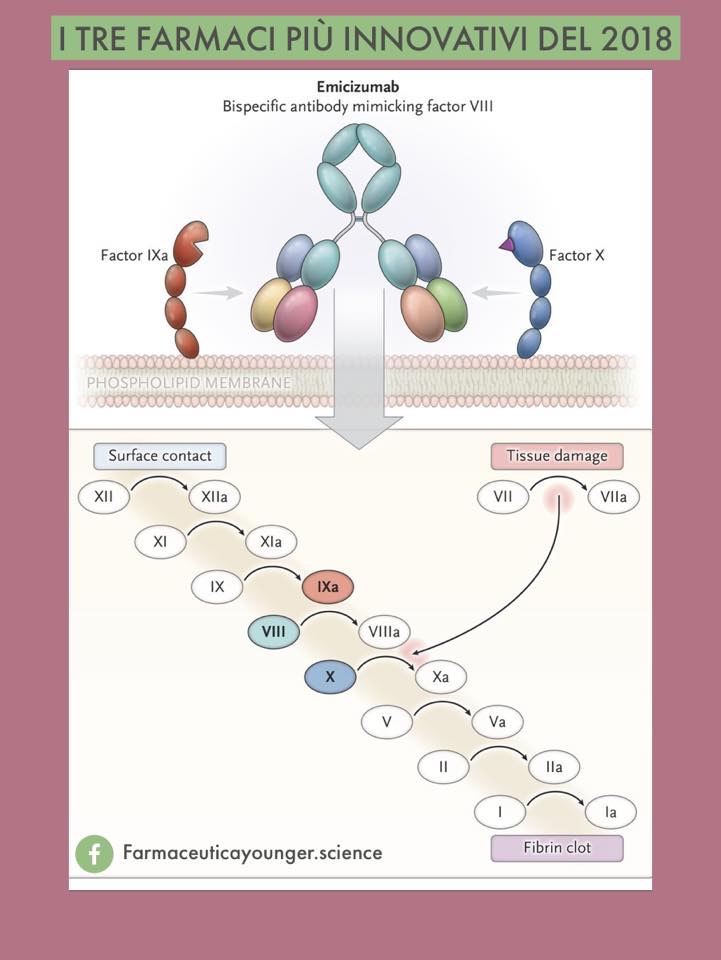 I TRE FARMACI PIÙ INNOVATIVI DEL 2018
Emicizumab
Bispecific antibody mimicking factor VIII
Factor IXa
Factor X
PHOSPHOLIPID MEMBRANE
Surface contact
Tissue damage
XII
XIIa
VII
VIIa
XI
XIa
IX
IXa
VIII
VIIIa
X
Xa
V
Va
II
IIa
I
Ia
Fibrin clot
f
Farmaceuticayounger.science